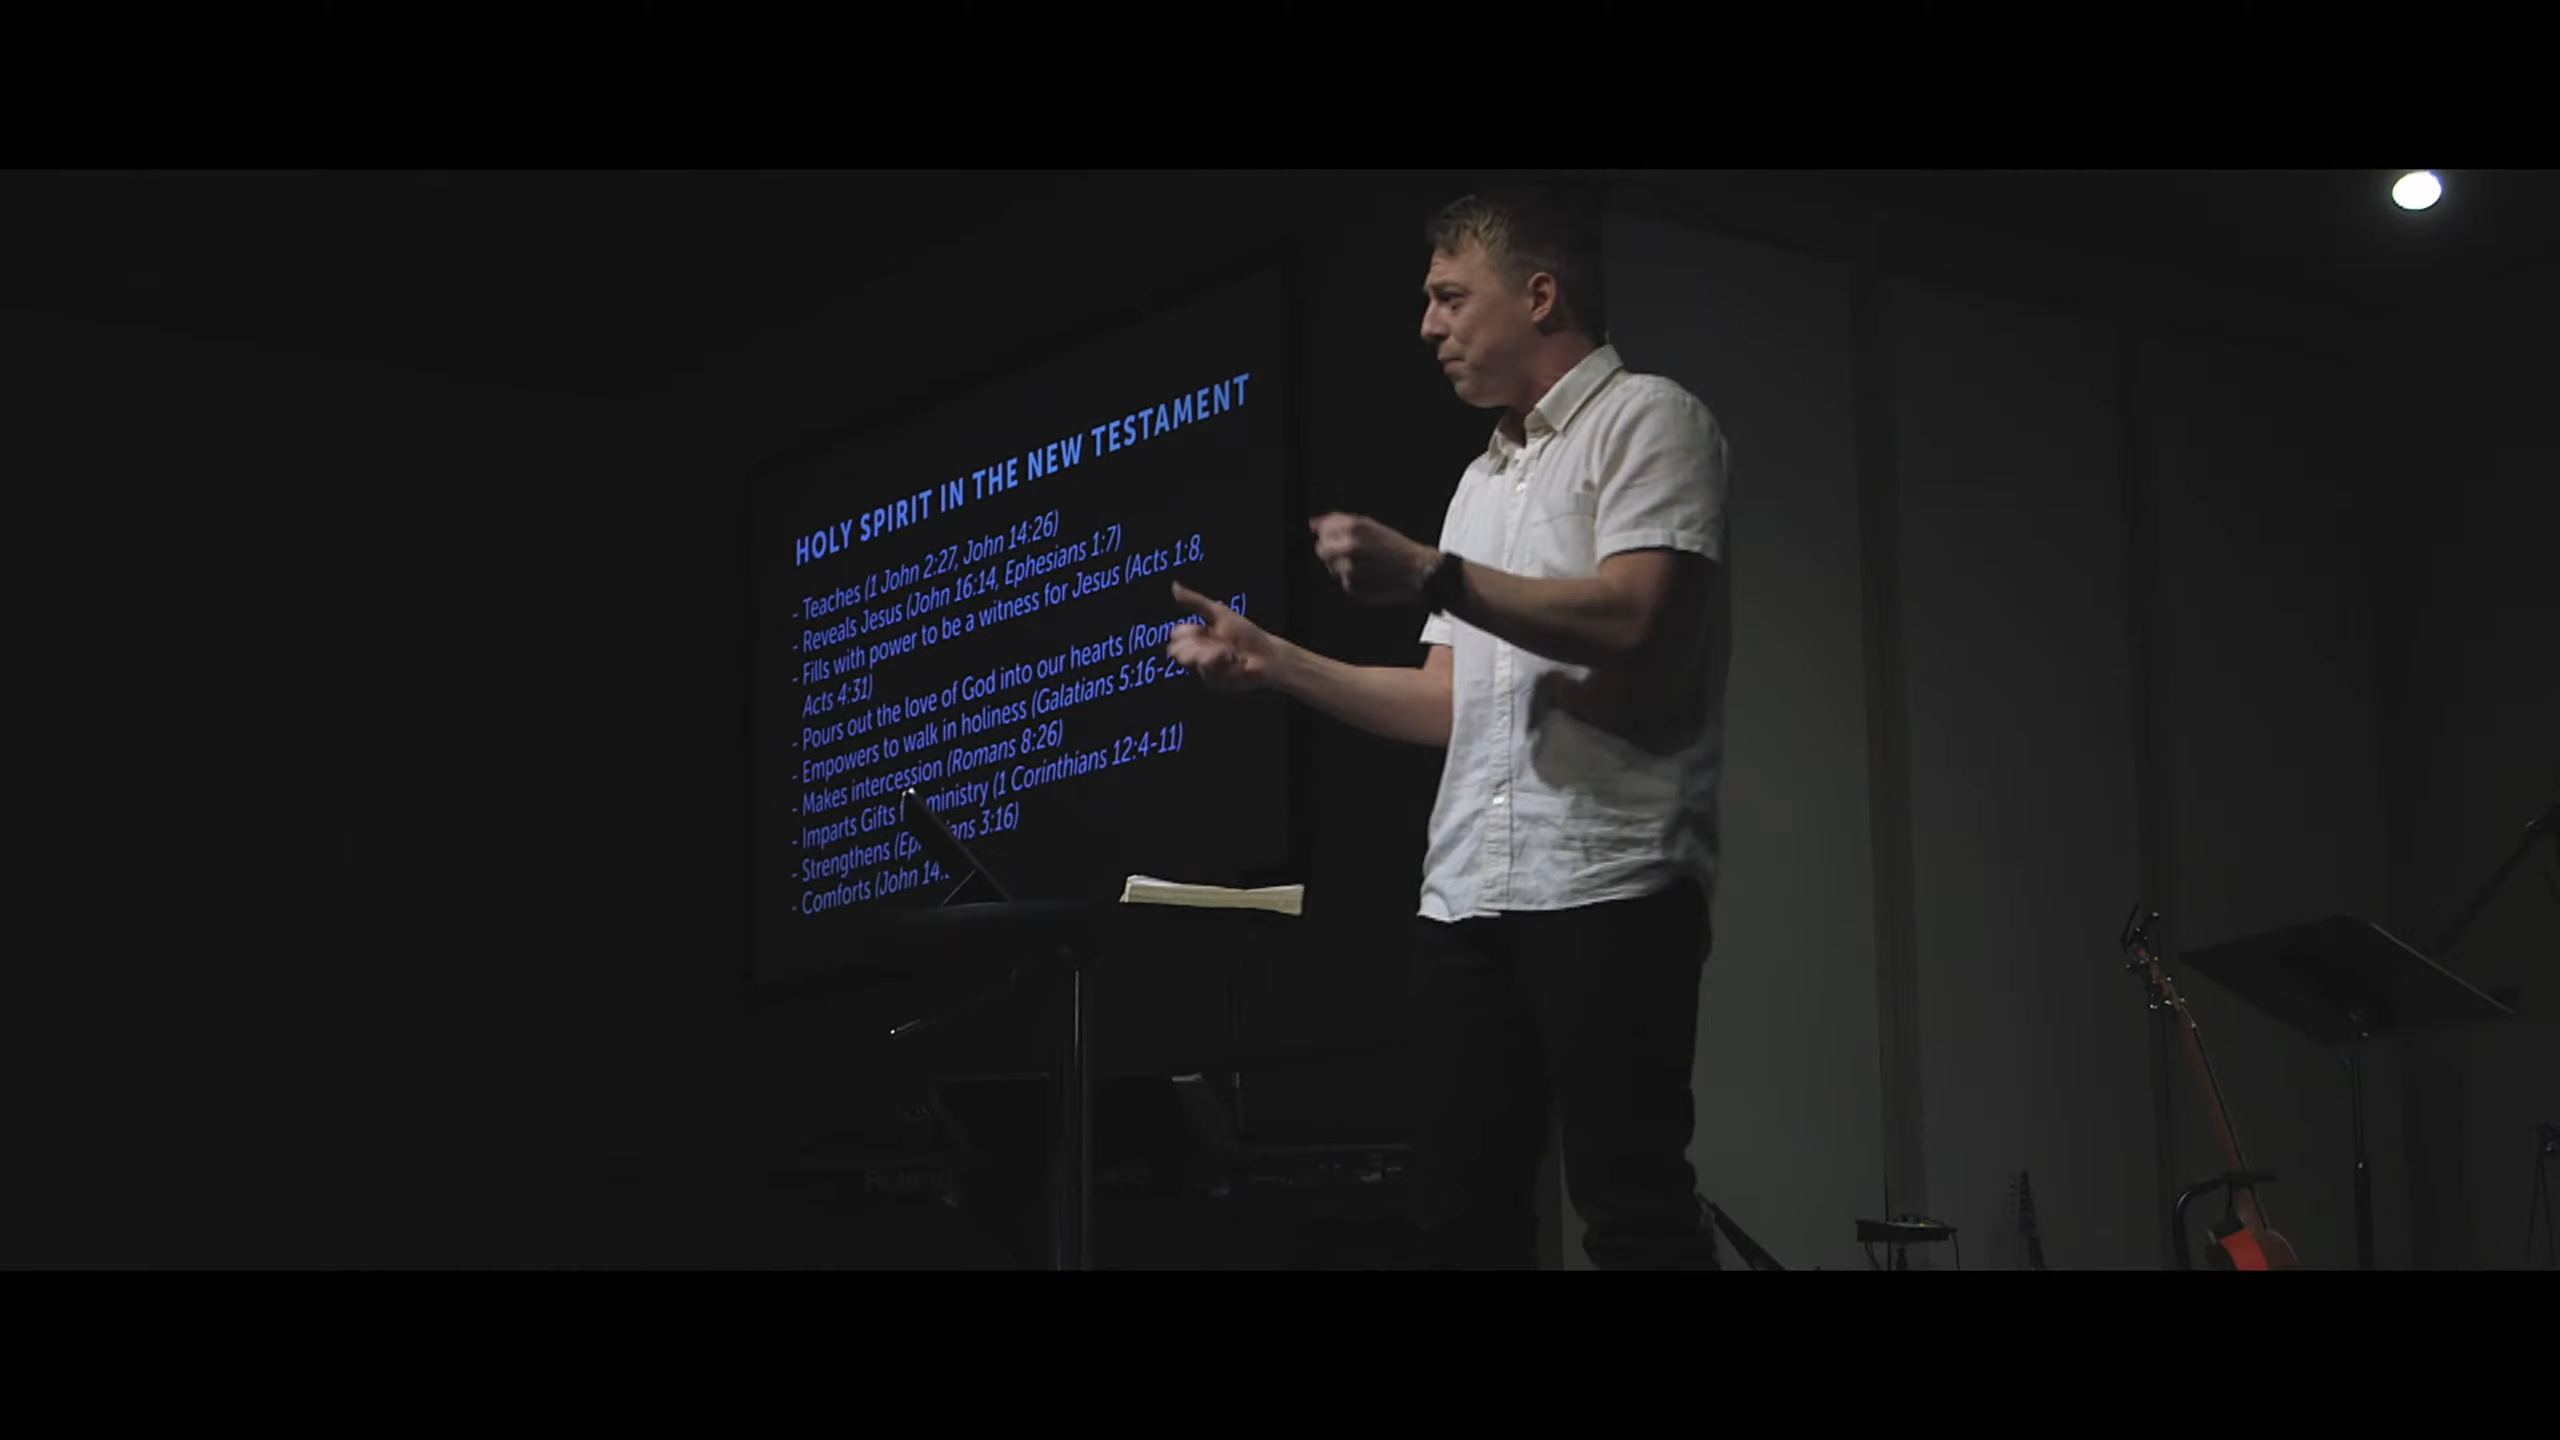 HOLY SPIRIT IN THE NEW TESTAMENT
- Teaches (1 John 2:27, John 14:26)
- Reveals Jesus (John 16:14, Ephesians 1:7)
- Fills with power to be a witness for Jesus (Acts 1:8,
Acts 4:31)
- Pours out the love of God into our hearts
- Empowers to walk in holiness (Galatians
- Makes intercession (Romans 8:26)
- Imparts Gifts ministry (1 Corinthians 12:4-11)
- Strengthens 3:16)
- Comforts (John
Roland